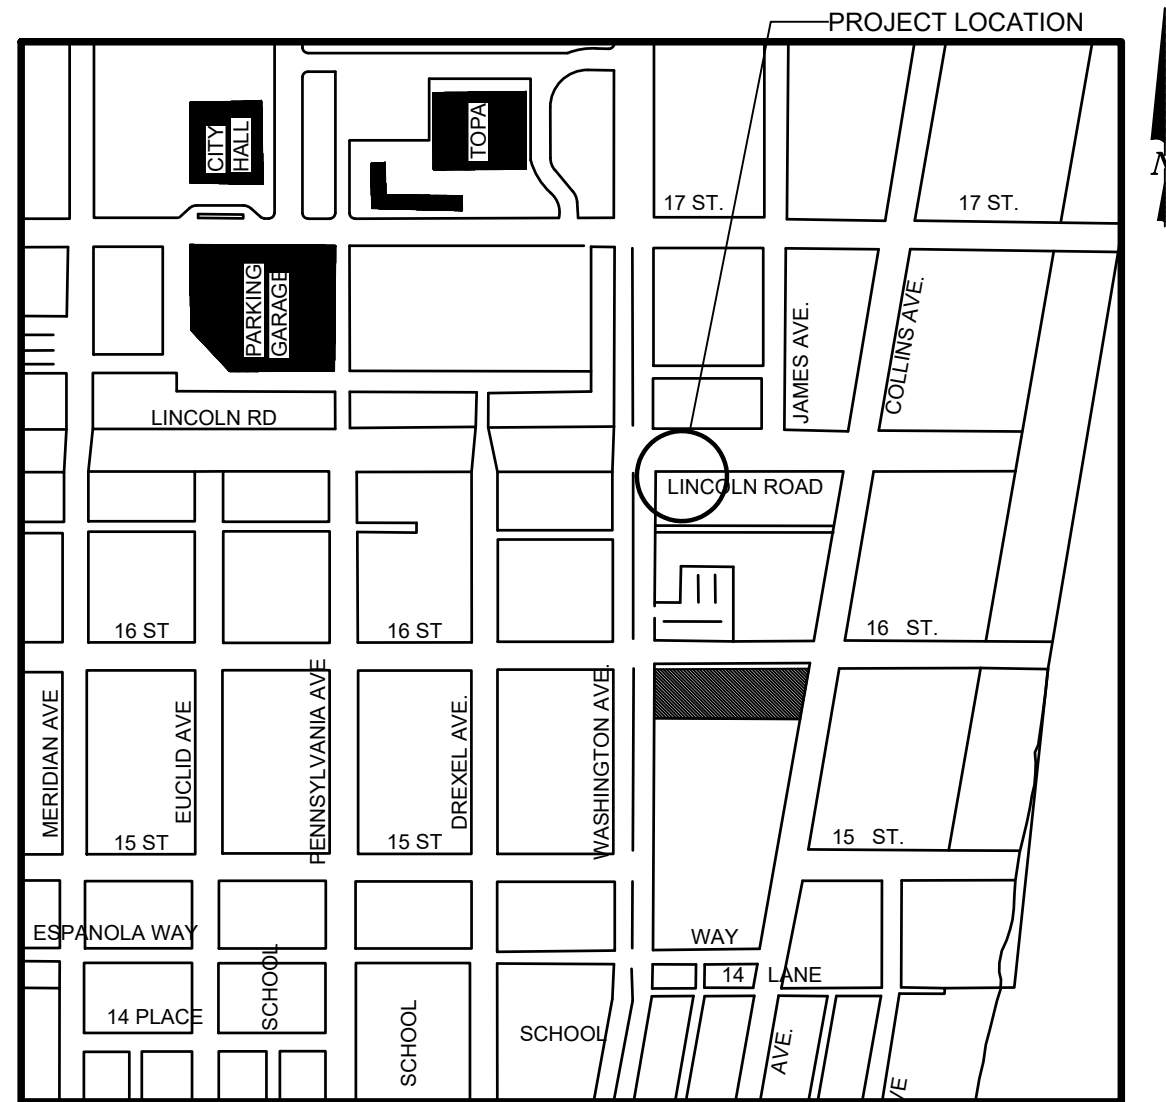 PROJECT LOCATION
CITY
HALL
TOPA
17 ST.
17 ST.
N
PARKING
GARAGE
JAMES AVE.
COLLINS AVE.
LINCOLN RD
LINCOLN ROAD
16 ST
16 ST
16 ST.
MERIDIAN AVE
EUCLID AVE
PENNSYLVANIA AVE
DREXEL AVE.
WASHINGTON AVE.
15 ST
15 ST
15 ST.
ESPANOLA WAY
WAY
14 LANE
14 PLACE
SCHOOL
SCHOOL
SCHOOL
AVE.
VE